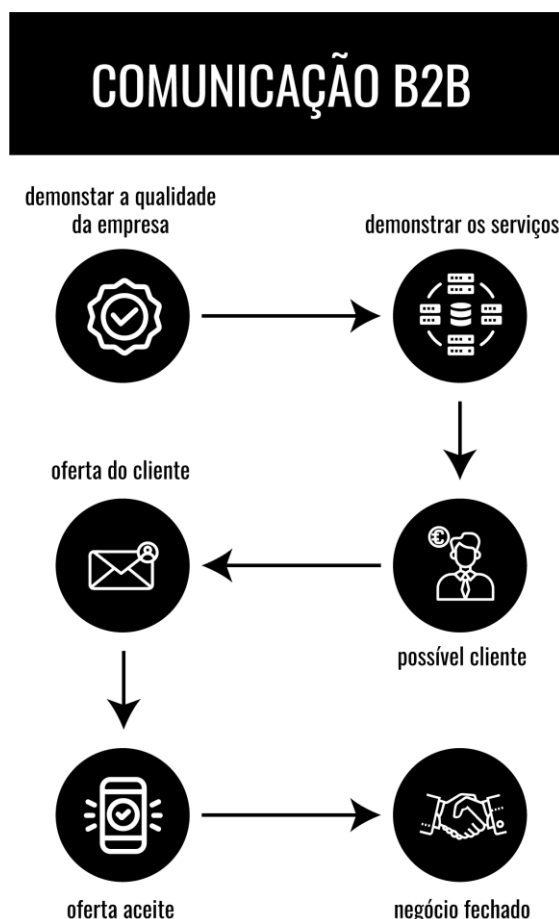 COMUNICAÇÃO B2B
demonstar a qualidade
da empresa
demonstrar os serviços
oferta do cliente
possível cliente
oferta aceite
negócio fechado